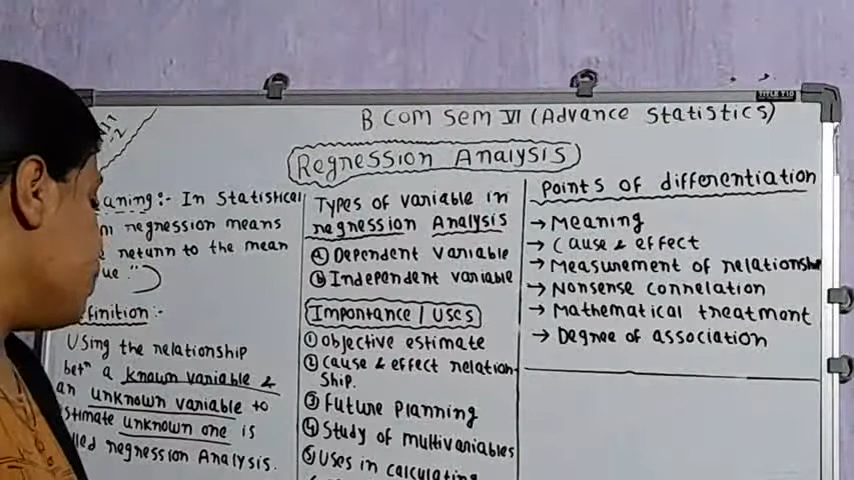 B COM SEM VI (ADVANCE STATISTICS)
Regression Analysis
aning:- In Statistical
regression means
return to the mean
Definition:-
Using the relationship
betn a known variable &
an unknown variable to
stimate unknown one is
lled regression Analysis.
Types of variable in
regression Analysis
(a) Dependent variable
(b) Independent variable
Importance / Uses
① Objective estimate
② Cause & effect relation-
ship.
③ Future planning
④ Study of multivariables
⑤ Uses in calculating
Points of differentiation
→ Meaning
→ Cause & effect
→ Measurement of relationship
→ Nonsense correlation
→ Mathematical treatment
→ Degree of association